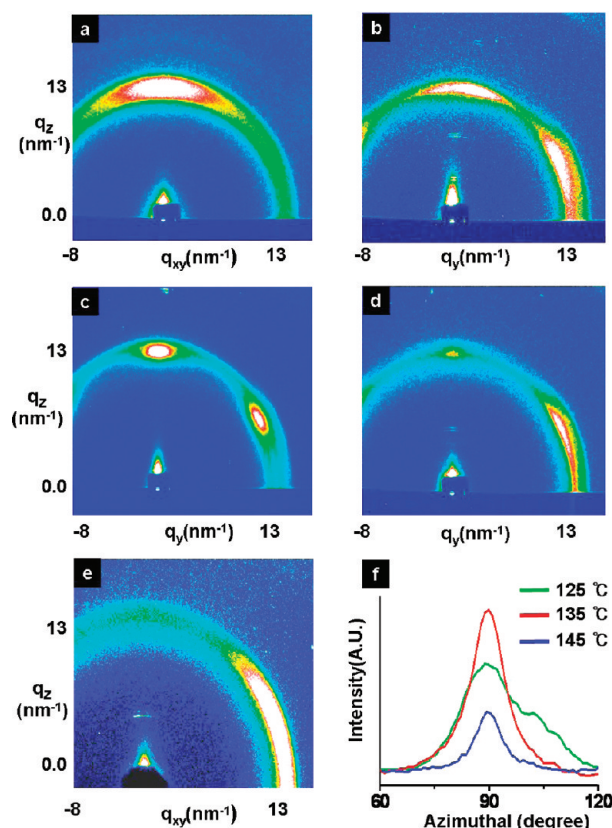 a
13
qz
(nm-1)
0.0
-8
qxy(nm-1)
13
b
-8
qy(nm-1)
13
c
13
qz
(nm-1)
0.0
-8
qy(nm-1)
13
d
-8
qy(nm-1)
13
e
13
qz
(nm-1)
0.0
-8
qxy(nm-1)
13
f
125 ℃
135 ℃
145 ℃
Intensity(A.U.)
60
90
120
Azimuthal (degree)